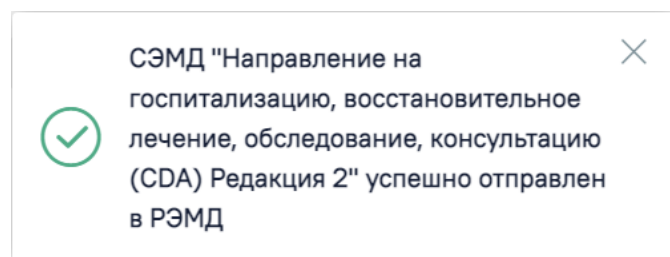 СЭМД "Направление на
госпитализацию, восстановительное
лечение, обследование, консультацию
(CDA) Редакция 2" успешно отправлен
в РЭМД